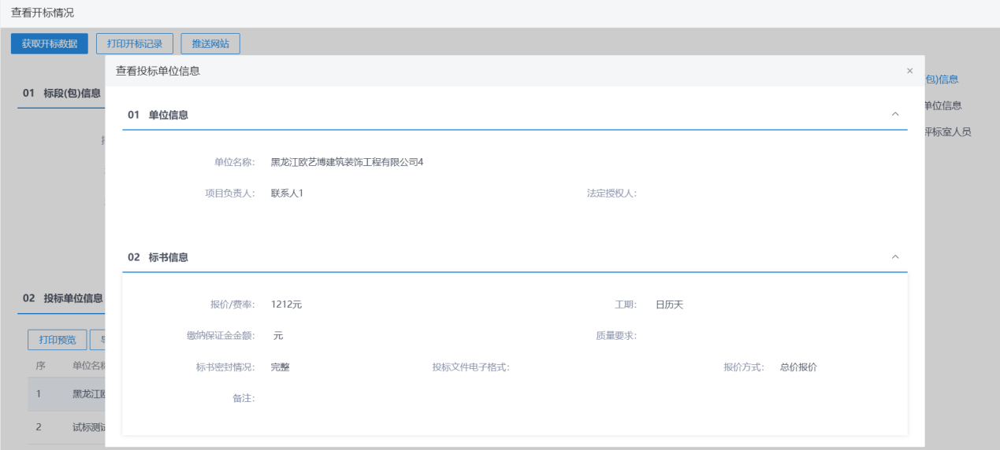 查看开标情况
获取开标数据 打印开标记录 推送网站
查看投标单位信息 ×
包)信息
01 标段(包)信息
单位信息
01 单位信息
评标室人员
单位名称: 黑龙江欧艺博建筑装饰工程有限公司4
项目负责人: 联系人1 法定授权人:
02 标书信息
02 投标单位信息
报价/费率: 1212元 工期: 日历天
缴纳保证金金额: 元 质量要求:
打印预览
标书密封情况: 完整 投标文件电子格式: 报价方式: 总价报价
序 单位名称
1 黑龙江欧
备注:
2 试标测试